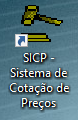 SICP -
Sistema de
Cotação de
Preços